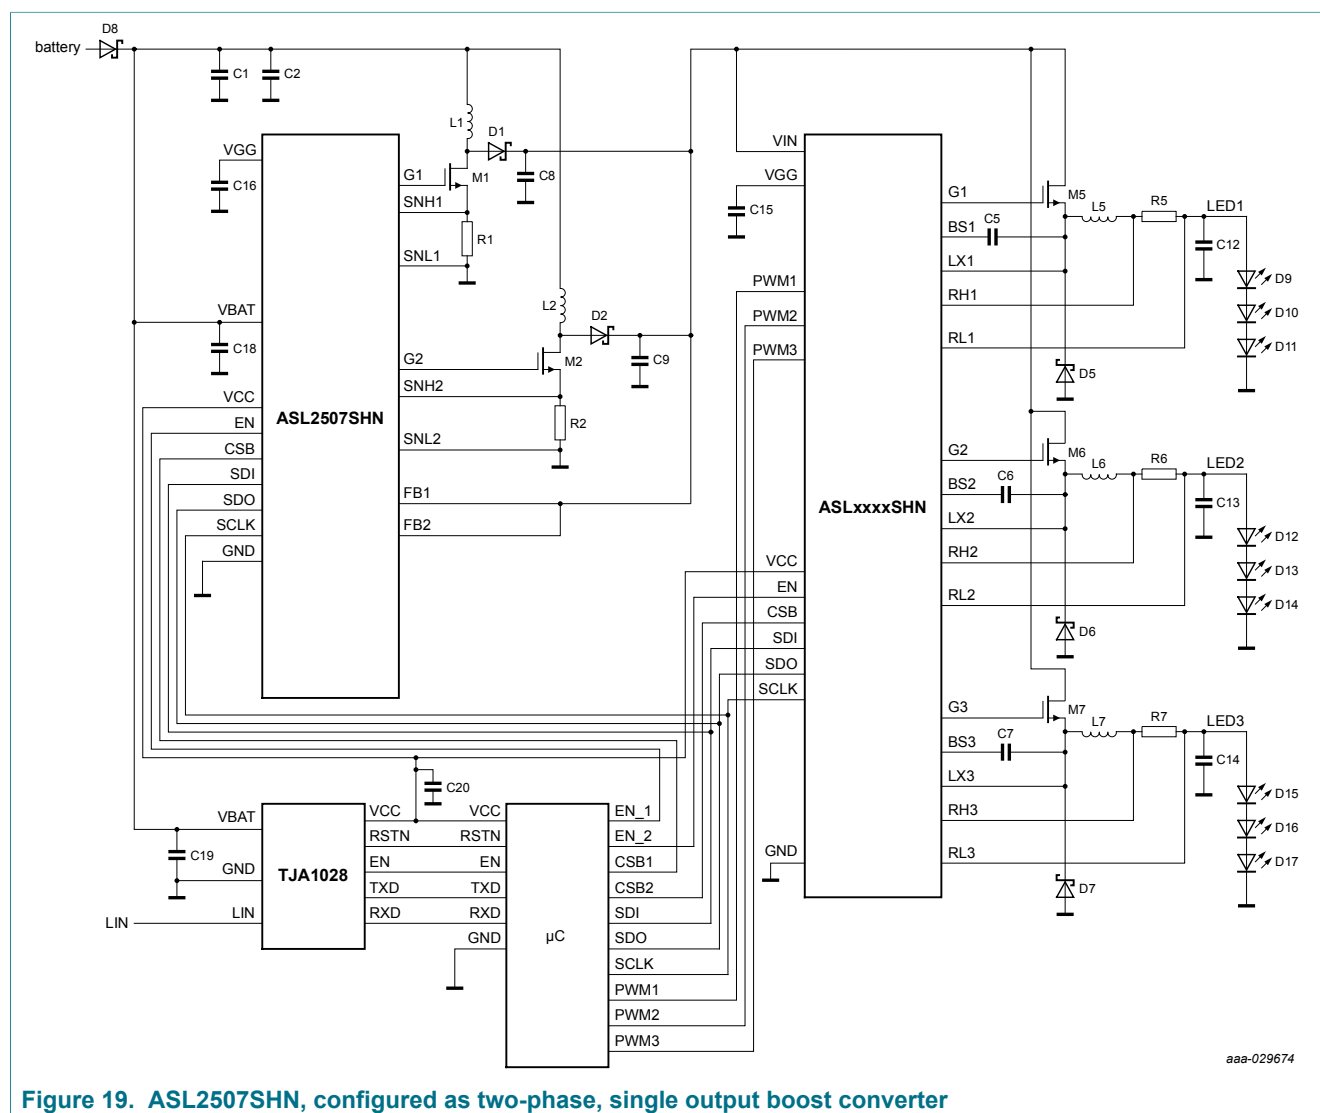 D8
battery
C1
C2
L1
D1
VGG
C16
G1
M1
C8
SNH1
R1
SNL1
L2
D2
VBAT
C18
G2
M2
C9
SNH2
R2
SNL2
VCC
EN
CSB
SDI
SDO
SCLK
GND
ASL2507SHN
FB1
FB2
VIN
VGG
C15
PWM1
PWM2
PWM3
ASLxxxxSHN
VCC
EN
CSB
SDI
SDO
SCLK
GND
G1
M5
BS1
C5
L5
R5
LED1
C12
LX1
RH1
RL1
D5
D9
D10
D11
G2
M6
BS2
C6
L6
R6
LED2
C13
LX2
RH2
RL2
D6
D12
D13
D14
G3
M7
BS3
C7
L7
R7
LED3
C14
LX3
RH3
RL3
D7
D15
D16
D17
C20
VBAT
C19
GND
LIN
LIN
TJA1028
VCC
RSTN
EN
TXD
RXD
VCC
RSTN
EN
TXD
RXD
GND
µC
EN_1
EN_2
CSB1
CSB2
SDI
SDO
SCLK
PWM1
PWM2
PWM3
aaa-029674
Figure 19. ASL2507SHN, configured as two-phase, single output boost converter